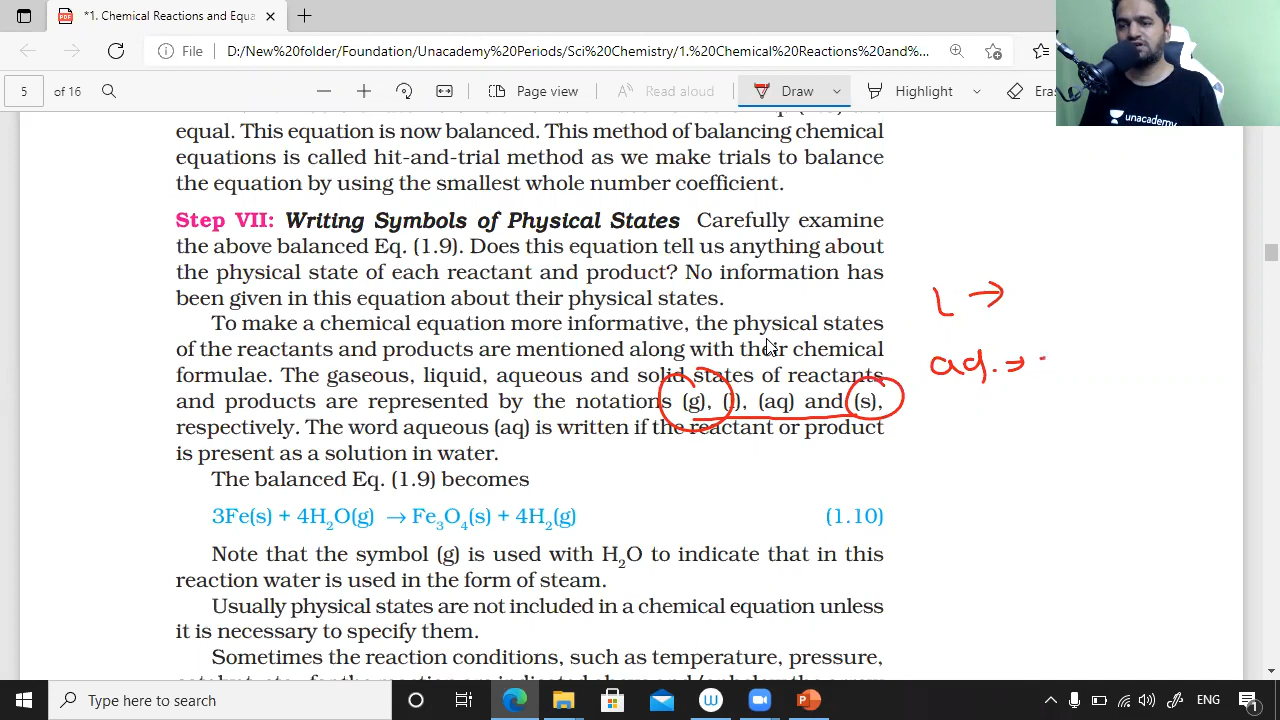 *1. Chemical Reactions and Equa
File
D:/New%20folder/Foundation/Unacademy%20Periods/Sci%20Chemistry/1.%20Chemical%20Reactions%20and%...
5 of 16
Page view
Read aloud
Draw
Highlight
Eras
unacademy
equal. This equation is now balanced. This method of balancing chemical
equations is called hit-and-trial method as we make trials to balance
the equation by using the smallest whole number coefficient.
Step VII: Writing Symbols of Physical States Carefully examine
the above balanced Eq. (1.9). Does this equation tell us anything about
the physical state of each reactant and product? No information has
been given in this equation about their physical states.
To make a chemical equation more informative, the physical states
of the reactants and products are mentioned along with their chemical
formulae. The gaseous, liquid, aqueous and solid states of reactants
and products are represented by the notations (g), (l), (aq) and (s),
respectively. The word aqueous (aq) is written if the reactant or product
is present as a solution in water.
The balanced Eq. (1.9) becomes
3Fe(s) + 4H₂O(g) → Fe₃O₄(s) + 4H₂(g) (1.10)
Note that the symbol (g) is used with H₂O to indicate that in this
reaction water is used in the form of steam.
Usually physical states are not included in a chemical equation unless
it is necessary to specify them.
Sometimes the reaction conditions, such as temperature, pressure,
l →
aq. →
Type here to search
ENG
1